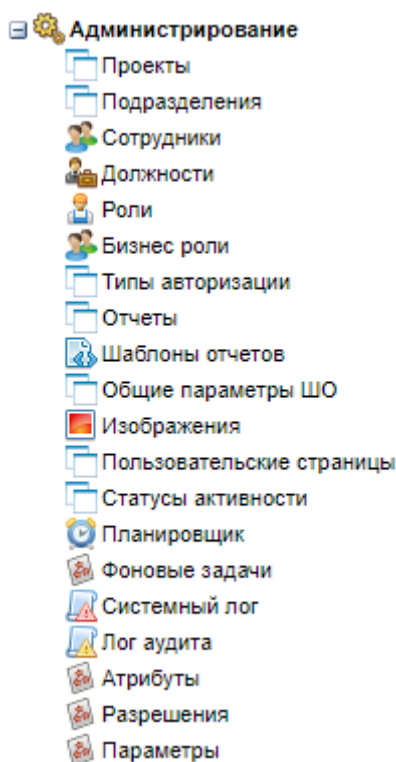 Администрирование
Проекты
Подразделения
Сотрудники
Должности
Роли
Бизнес роли
Типы авторизации
Отчеты
Шаблоны отчетов
Общие параметры ШО
Изображения
Пользовательские страницы
Статусы активности
Планировщик
Фоновые задачи
Системный лог
Лог аудита
Атрибуты
Разрешения
Параметры